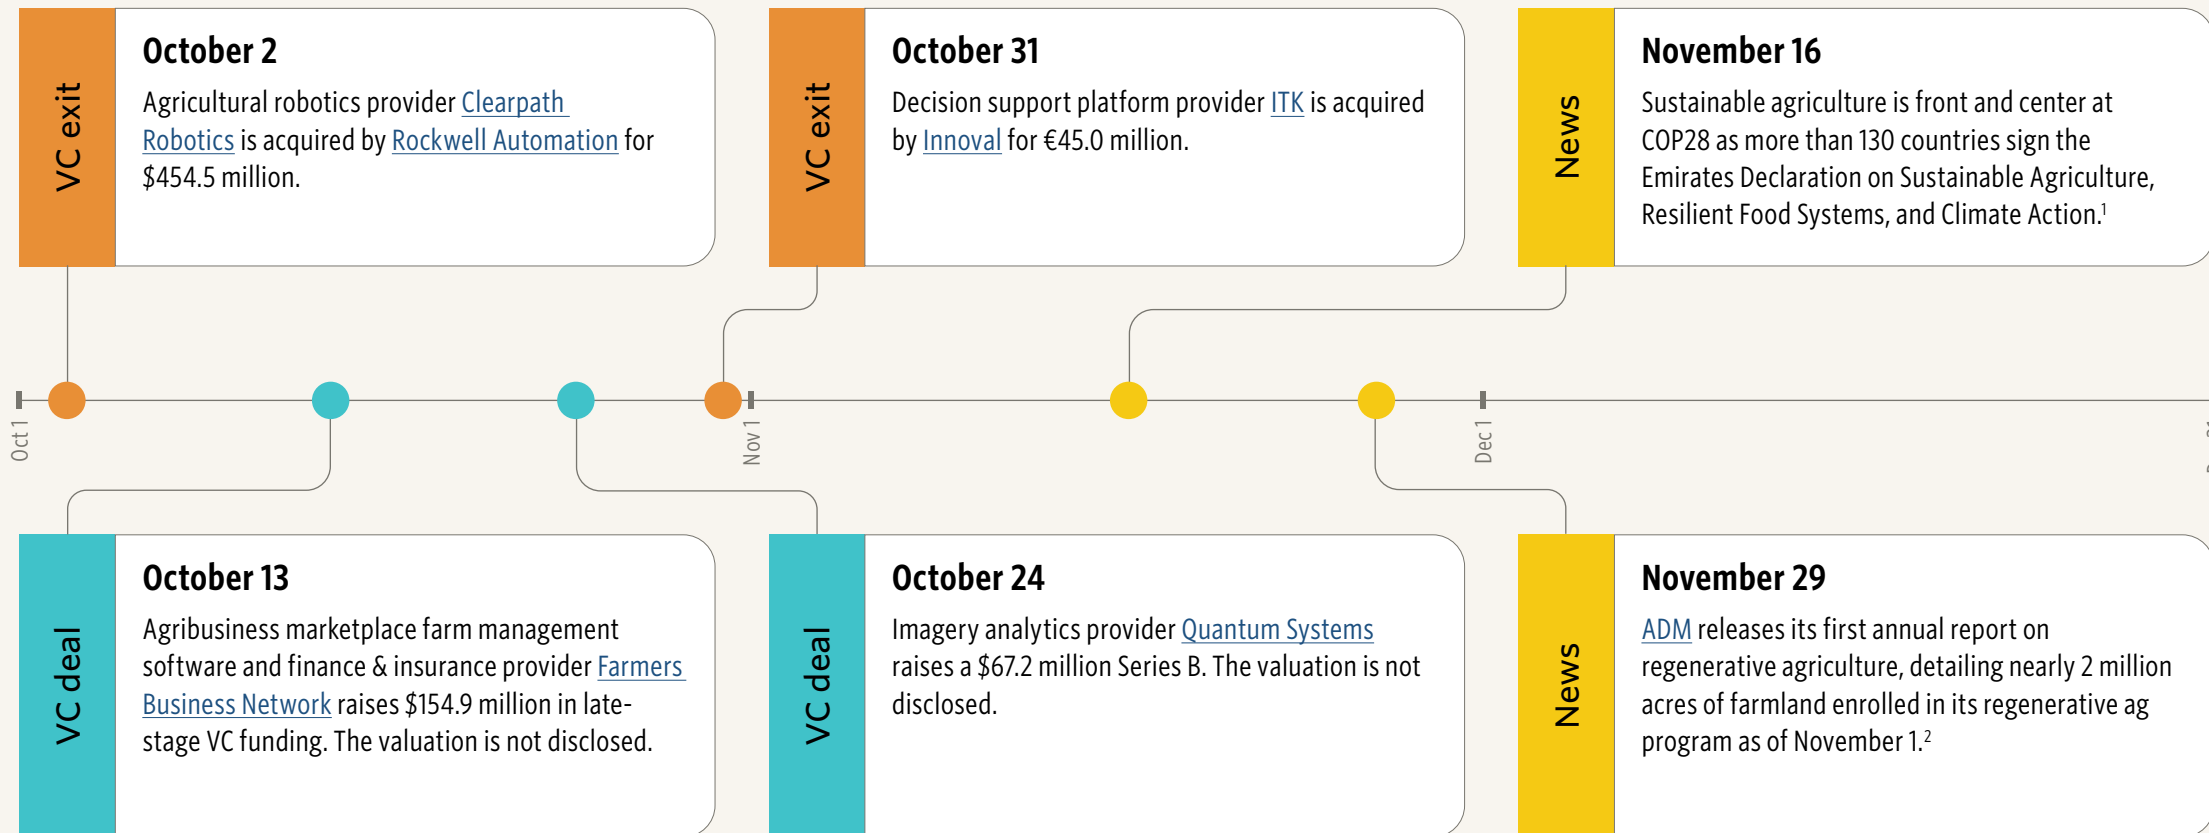 VC exit
October 2
Agricultural robotics provider Clearpath
Robotics is acquired by Rockwell Automation for
$454.5 million.
VC exit
October 31
Decision support platform provider ITK is acquired
by Innoval for €45.0 million.
News
November 16
Sustainable agriculture is front and center at
COP28 as more than 130 countries sign the
Emirates Declaration on Sustainable Agriculture,
Resilient Food Systems, and Climate Action.¹
Oct 1
Nov 1
Dec 1
VC deal
October 13
Agribusiness marketplace farm management
software and finance & insurance provider Farmers
Business Network raises $154.9 million in late-
stage VC funding. The valuation is not disclosed.
VC deal
October 24
Imagery analytics provider Quantum Systems
raises a $67.2 million Series B. The valuation is not
disclosed.
News
November 29
ADM releases its first annual report on
regenerative agriculture, detailing nearly 2 million
acres of farmland enrolled in its regenerative ag
program as of November 1.²